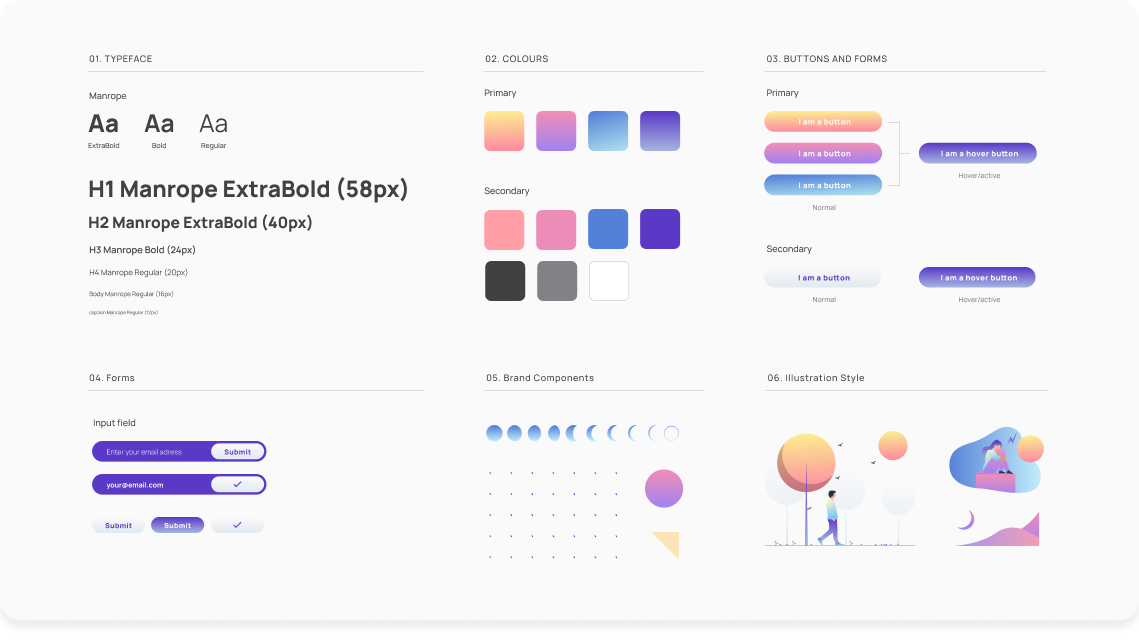 01. TYPEFACE
Manrope
Aa Aa Aa
ExtraBold Bold Regular
H1 Manrope ExtraBold (58px)
H2 Manrope ExtraBold (40px)
H3 Manrope Bold (24px)
H4 Manrope Regular (20px)
Body Manrope Regular (16px)
caption Manrope Regular (12px)
02. COLOURS
Primary
Secondary
03. BUTTONS AND FORMS
Primary
I am a button
I am a button
I am a hover button
Hover/active
I am a button
Normal
Secondary
I am a button
I am a hover button
Normal
Hover/active
04. Forms
Input field
Enter your email adress Submit
your@email.com
Submit Submit
05. Brand Components
06. Illustration Style